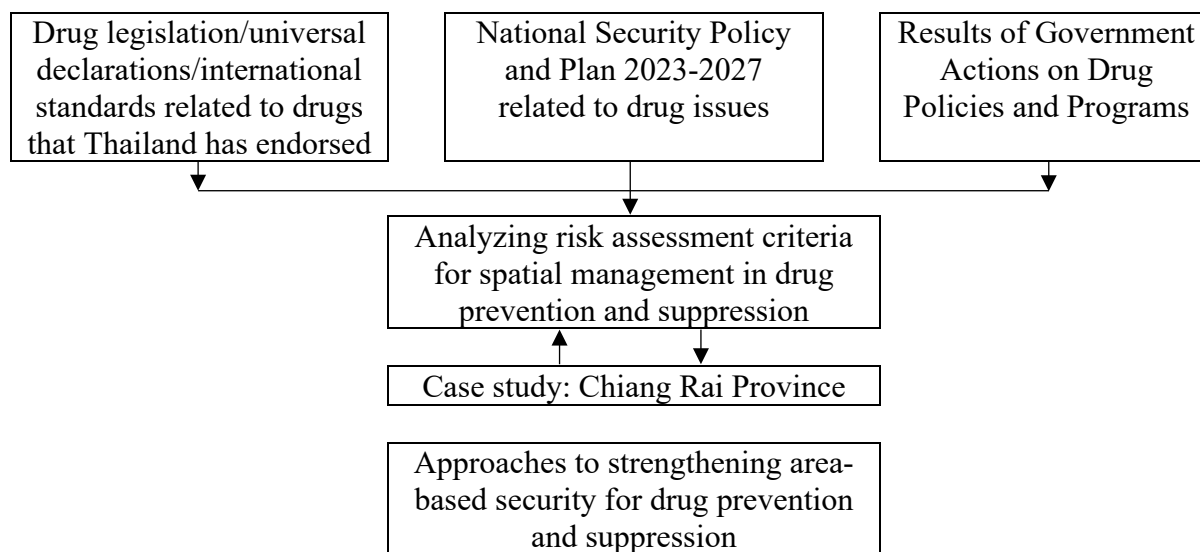 Drug legislation/universal
declarations/international
standards related to drugs
that Thailand has endorsed
National Security Policy
and Plan 2023-2027
related to drug issues
Results of Government
Actions on Drug
Policies and Programs
Analyzing risk assessment criteria
for spatial management in drug
prevention and suppression
Case study: Chiang Rai Province
Approaches to strengthening area-
based security for drug prevention
and suppression